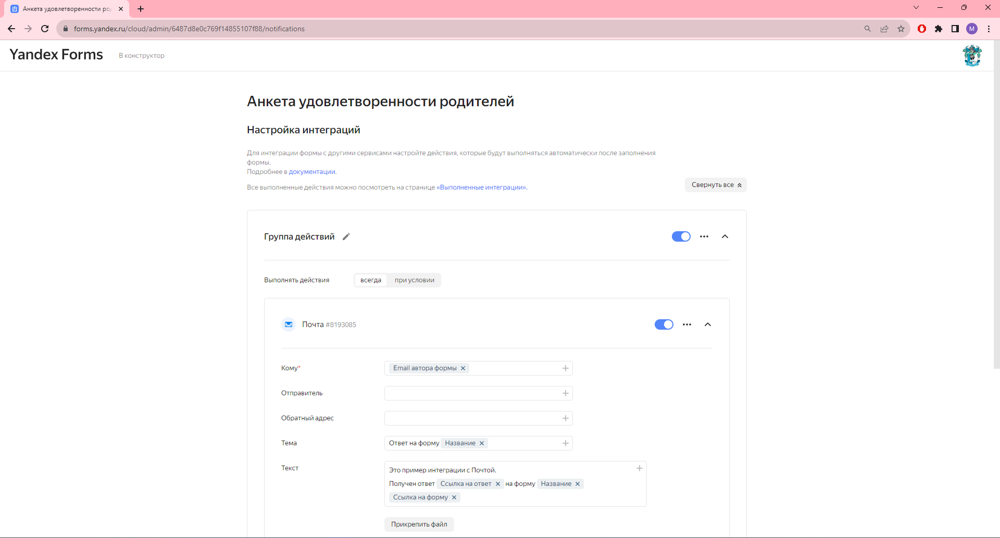 Анкета удовлетворенности ро
forms.yandex.ru/cloud/admin/6487d8e0c769f14855107f88/notifications
M
Yandex Forms
В конструктор
Анкета удовлетворенности родителей
Настройка интеграций
Для интеграции формы с другими сервисами настройте действия, которые будут выполняться автоматически после заполнения
формы.
Подробнее в документации.
Все выполненные действия можно посмотреть на странице «Выполненные интеграции».
Свернуть все
Группа действий
Выполнять действия
всегда
при условии
Почта #8193085
Кому*
Email автора формы
Отправитель
Обратный адрес
Тема
Ответ на форму Название
Текст
Это пример интеграции с Почтой.
Получен ответ Ссылка на ответ на форму Название
Ссылка на форму
Прикрепить файл